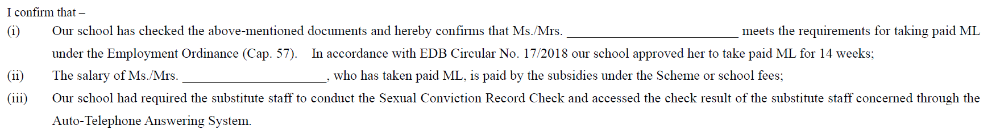 I confirm that –
(i) Our school has checked the above-mentioned documents and hereby confirms that Ms./Mrs. ________________________ meets the requirements for taking paid ML
under the Employment Ordinance (Cap. 57). In accordance with EDB Circular No. 17/2018 our school approved her to take paid ML for 14 weeks;
(ii) The salary of Ms./Mrs. ____________________, who has taken paid ML, is paid by the subsidies under the Scheme or school fees;
(iii) Our school had required the substitute staff to conduct the Sexual Conviction Record Check and accessed the check result of the substitute staff concerned through the
Auto-Telephone Answering System.